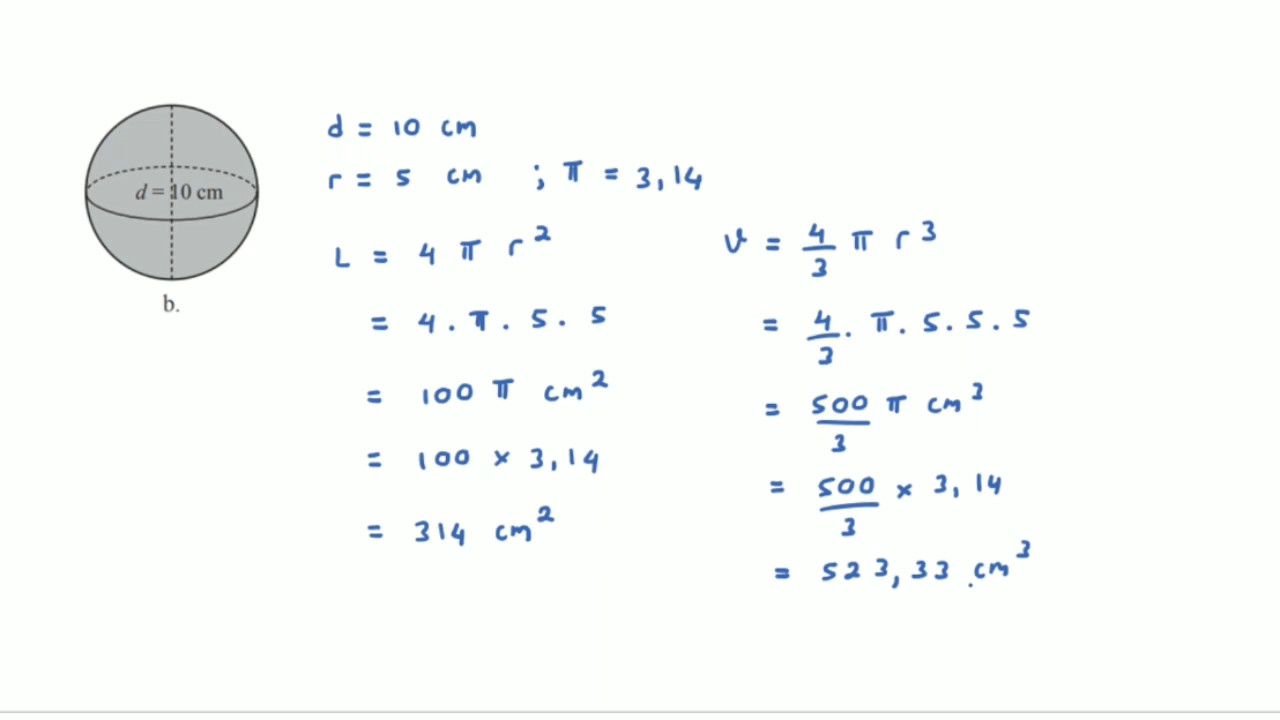 d = 10 cm
b.
d = 10 cm
r = 5 cm ; π = 3,14
L = 4 π r²
= 4 . π . 5 . 5
= 100 π cm²
= 100 × 3,14
= 314 cm²
V = 4/3 π r³
= 4/3 . π . 5 . 5 . 5
= 500/3 π cm³
= 500/3 × 3,14
= 523,33 cm³